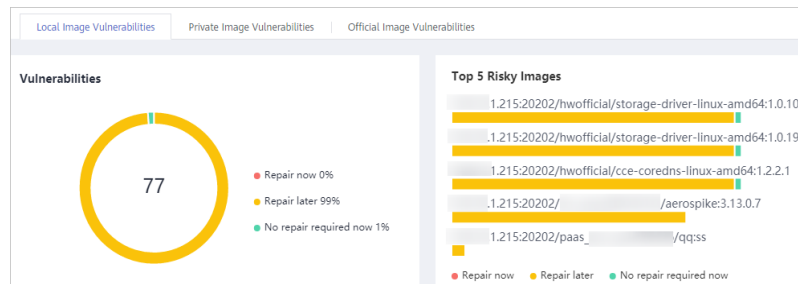 Local Image Vulnerabilities
Private Image Vulnerabilities
Official Image Vulnerabilities
Vulnerabilities
77
Repair now 0%
Repair later 99%
No repair required now 1%
Top 5 Risky Images
1.215:20202/hwofficial/storage-driver-linux-amd64:1.0.10
.1.215:20202/hwofficial/storage-driver-linux-amd64:1.0.19
1.215:20202/hwofficial/cce-coredns-linux-amd64:1.2.2.1
.1.215:20202/ /aerospike:3.13.0.7
1.215:20202/paas_ /qq:ss
Repair now Repair later No repair required now